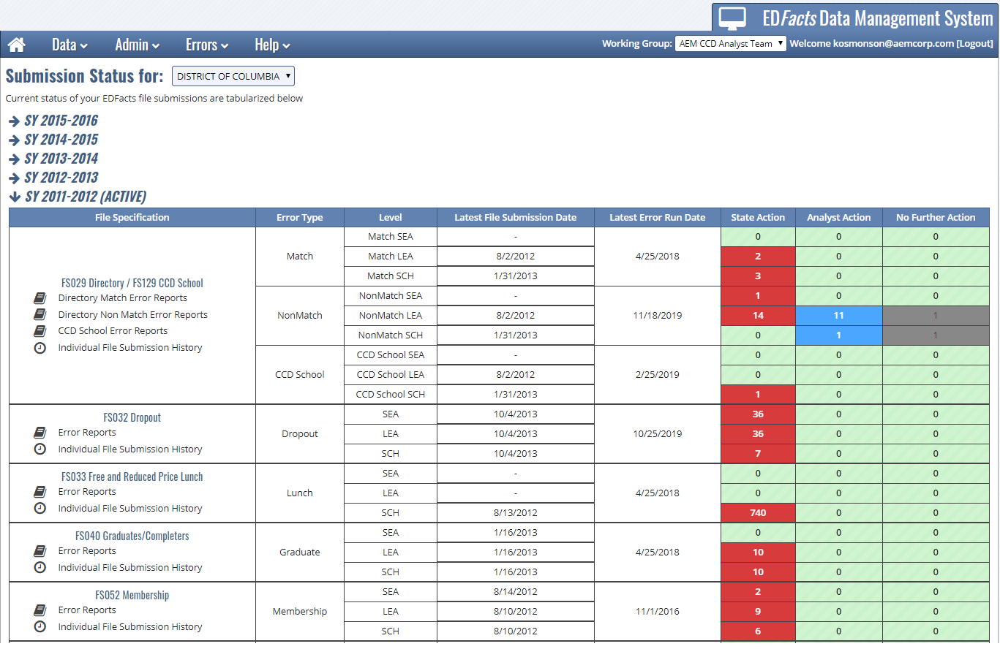 EDFacts Data Management System
Data Admin Errors Help Working Group: AEM CCD Analyst Team Welcome kosmonson@aemcorp.com [Logout]
Submission Status for: DISTRICT OF COLUMBIA
Current status of your EDFacts file submissions are tabularized below
SY 2015-2016
SY 2014-2015
SY 2013-2014
SY 2012-2013
SY 2011-2012 (ACTIVE)
File Specification Error Type Level Latest File Submission Date Latest Error Run Date State Action Analyst Action No Further Action
FS029 Directory / FS129 CCD School
Directory Match Error Reports
Directory Non Match Error Reports
CCD School Error Reports
Individual File Submission History
Match 4/25/2018
Match SEA - 0 0 0
Match LEA 8/2/2012 2 0 0
Match SCH 1/31/2013 3 0 0
NonMatch 11/18/2019
NonMatch SEA - 1 0 0
NonMatch LEA 8/2/2012 14 11 1
NonMatch SCH 1/31/2013 0 1 1
CCD School 2/25/2019
CCD School SEA - 0 0 0
CCD School LEA 8/2/2012 0 0 0
CCD School SCH 1/31/2013 1 0 0
FS032 Dropout
Error Reports
Individual File Submission History
Dropout 10/25/2019
SEA 10/4/2013 36 0 0
LEA 10/4/2013 36 0 0
SCH 10/4/2013 7 0 0
FS033 Free and Reduced Price Lunch
Error Reports
Individual File Submission History
Lunch 4/25/2018
SEA - 0 0 0
LEA - 0 0 0
SCH 8/13/2012 740 0 0
FS040 Graduates/Completers
Error Reports
Individual File Submission History
Graduate 4/25/2018
SEA 1/16/2013 0 0 0
LEA 1/16/2013 10 0 0
SCH 1/16/2013 10 0 0
FS052 Membership
Error Reports
Individual File Submission History
Membership 11/1/2016
SEA 8/14/2012 2 0 0
LEA 8/10/2012 9 0 0
SCH 8/10/2012 6 0 0